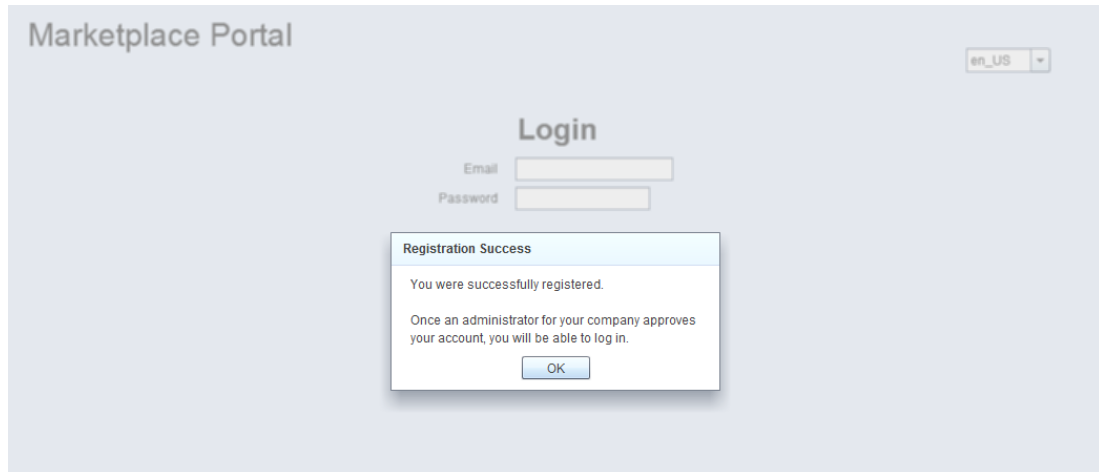 Marketplace Portal
en_US
Login
Email
Password
Registration Success
You were successfully registered.
Once an administrator for your company approves
your account, you will be able to log in.
OK